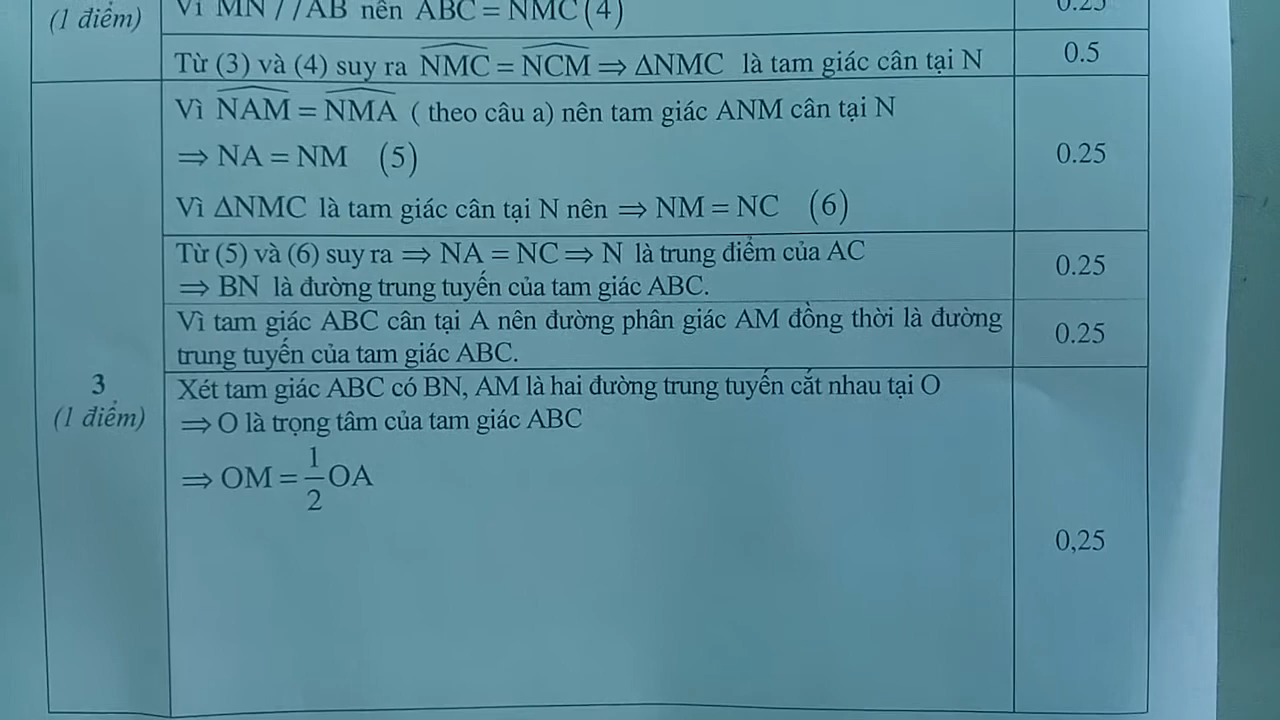 (1 điểm)
Vì MN//AB nên ABC = NMC (4)
0.25
Từ (3) và (4) suy ra NMC = NCM ⇒ ΔNMC là tam giác cân tại N
0.5
Vì NAM = NMA ( theo câu a) nên tam giác ANM cân tại N
⇒ NA = NM (5)
Vì ΔNMC là tam giác cân tại N nên ⇒ NM = NC (6)
0.25
Từ (5) và (6) suy ra ⇒ NA = NC ⇒ N là trung điểm của AC
⇒ BN là đường trung tuyến của tam giác ABC.
0.25
Vì tam giác ABC cân tại A nên đường phân giác AM đồng thời là đường
trung tuyến của tam giác ABC.
0.25
3
(1 điểm)
Xét tam giác ABC có BN, AM là hai đường trung tuyến cắt nhau tại O
⇒ O là trọng tâm của tam giác ABC
⇒ OM = 1/2 OA
0,25